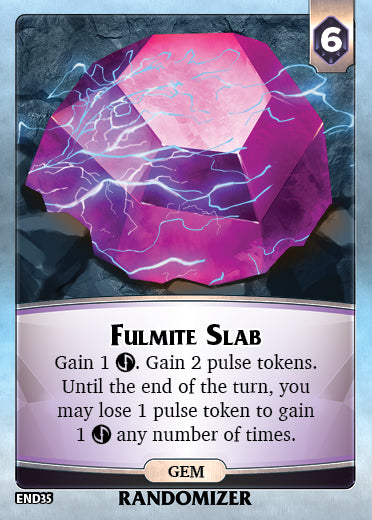 6
Fulmite Slab
Gain 1 . Gain 2 pulse tokens.
Until the end of the turn, you
may lose 1 pulse token to gain
1 any number of times.
GEM
END35
RANDOMIZER